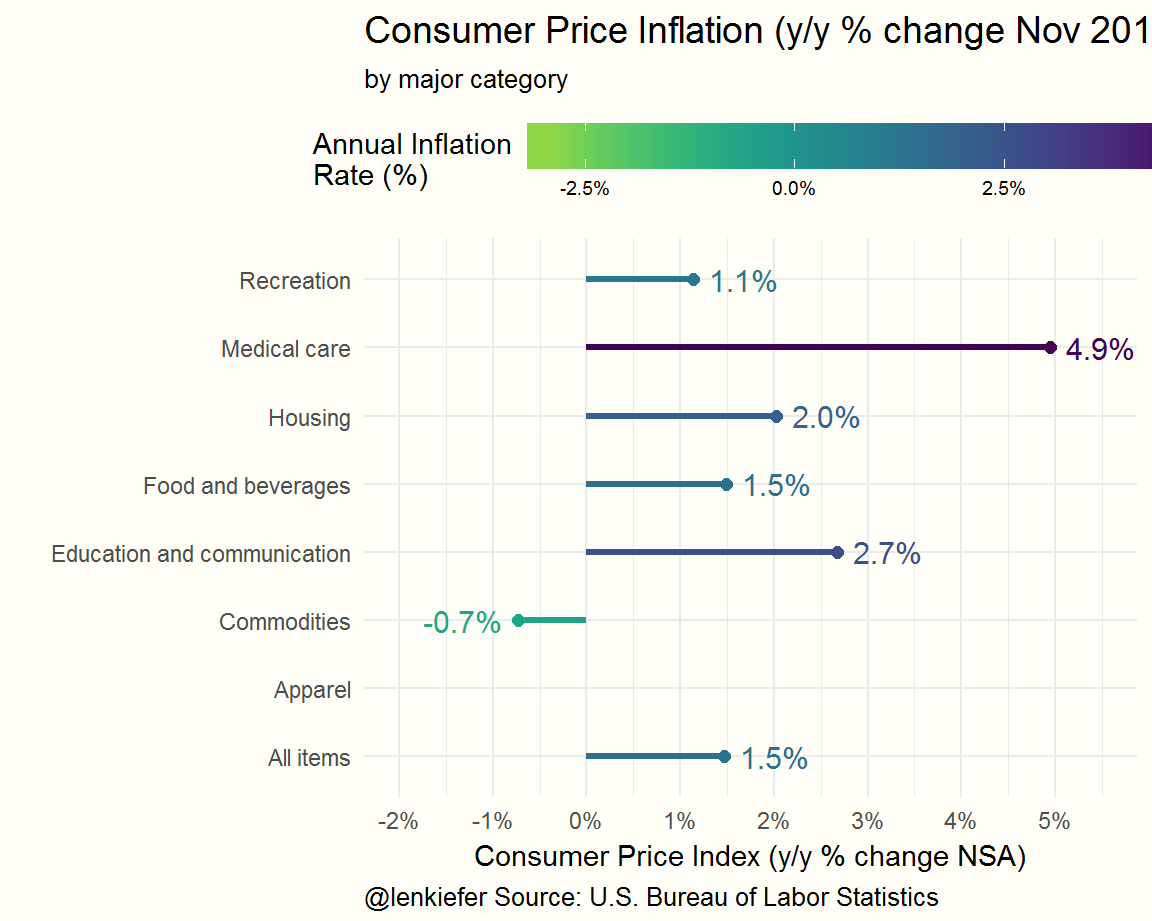 Consumer Price Inflation (y/y % change Nov 201
by major category
Annual Inflation
Rate (%)
-2.5% 0.0% 2.5%
Recreation 1.1%
Medical care 4.9%
Housing 2.0%
Food and beverages 1.5%
Education and communication 2.7%
Commodities -0.7%
Apparel
All items 1.5%
-2% -1% 0% 1% 2% 3% 4% 5%
Consumer Price Index (y/y % change NSA)
@lenkiefer Source: U.S. Bureau of Labor Statistics